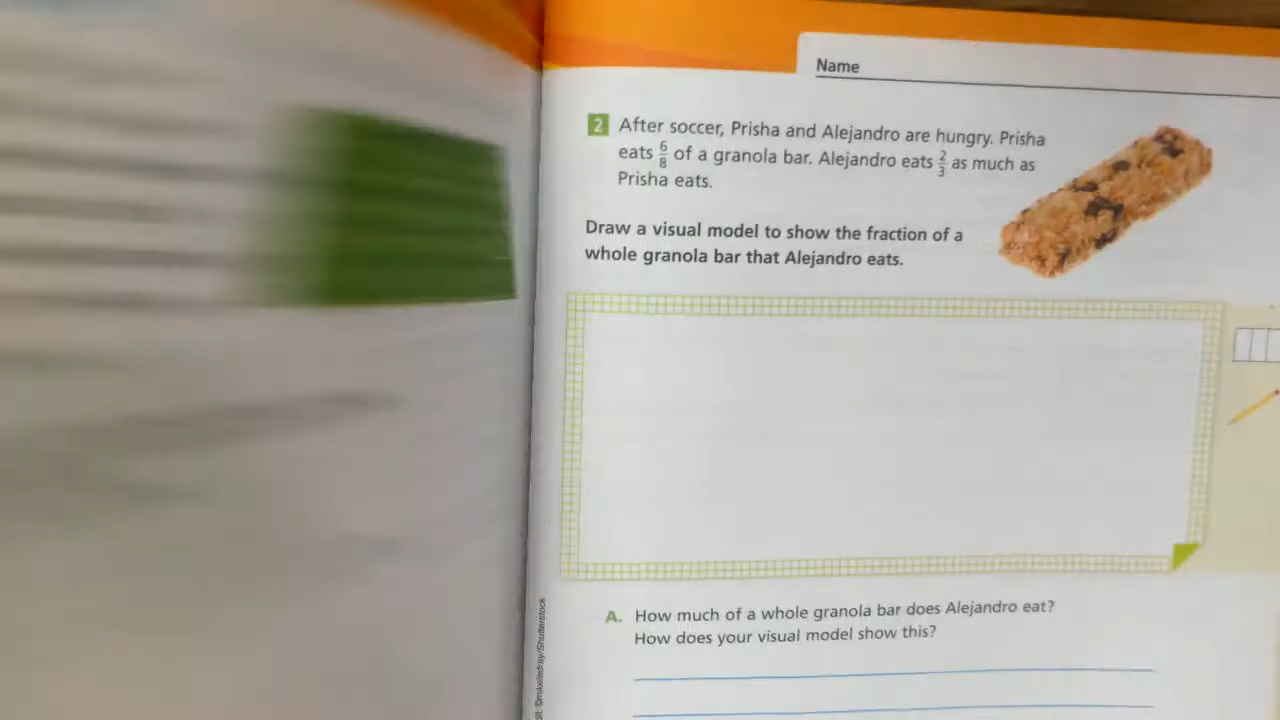 Name
2 After soccer, Prisha and Alejandro are hungry. Prisha
eats 6/8 of a granola bar. Alejandro eats 2/3 as much as
Prisha eats.
Draw a visual model to show the fraction of a
whole granola bar that Alejandro eats.
A. How much of a whole granola bar does Alejandro eat?
How does your visual model show this?
dit: ©mikeledray/Shutterstock